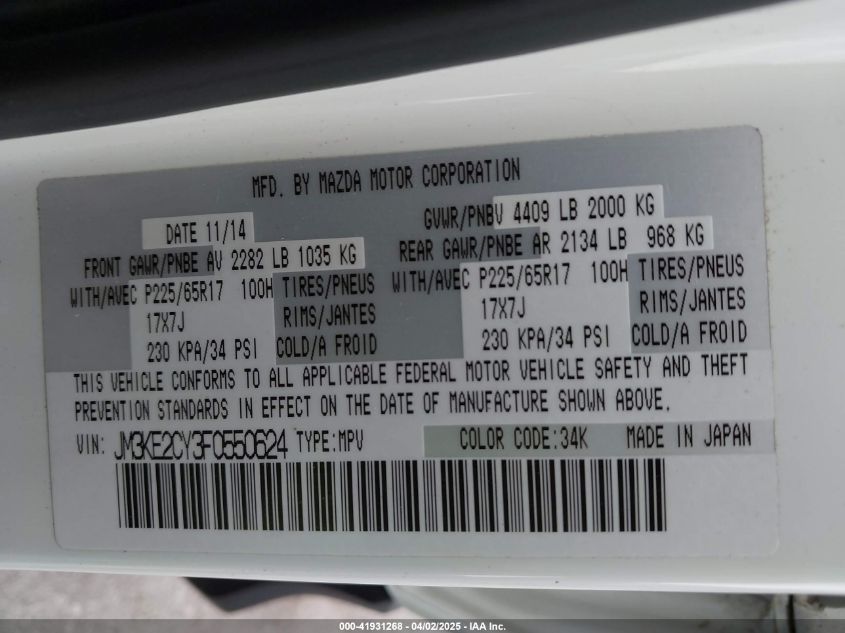 MFD. BY MAZDA MOTOR CORPORATION
DATE 11/14 GVWR/PNBV 4409 LB 2000 KG
FRONT GAWR/PNBE AV 2282 LB 1035 KG REAR GAWR/PNBE AR 2134 LB 968 KG
WITH/AVEC P225/65R17 100H TIRES/PNEUS WITH/AVEC P225/65R17 100H TIRES/PNEUS
17X7J RIMS/JANTES 17X7J RIMS/JANTES
230 KPA/34 PSI COLD/A FROID 230 KPA/34 PSI COLD/A FROID
THIS VEHICLE CONFORMS TO ALL APPLICABLE FEDERAL MOTOR VEHICLE SAFETY AND THEFT
PREVENTION STANDARDS IN EFFECT ON THE DATE OF MANUFACTURE SHOWN ABOVE.
VIN: JM3KE2CY3F0550624 TYPE:MPV COLOR CODE:34K MADE IN JAPAN
000-41931268 - 04/02/2025 - IAA Inc.